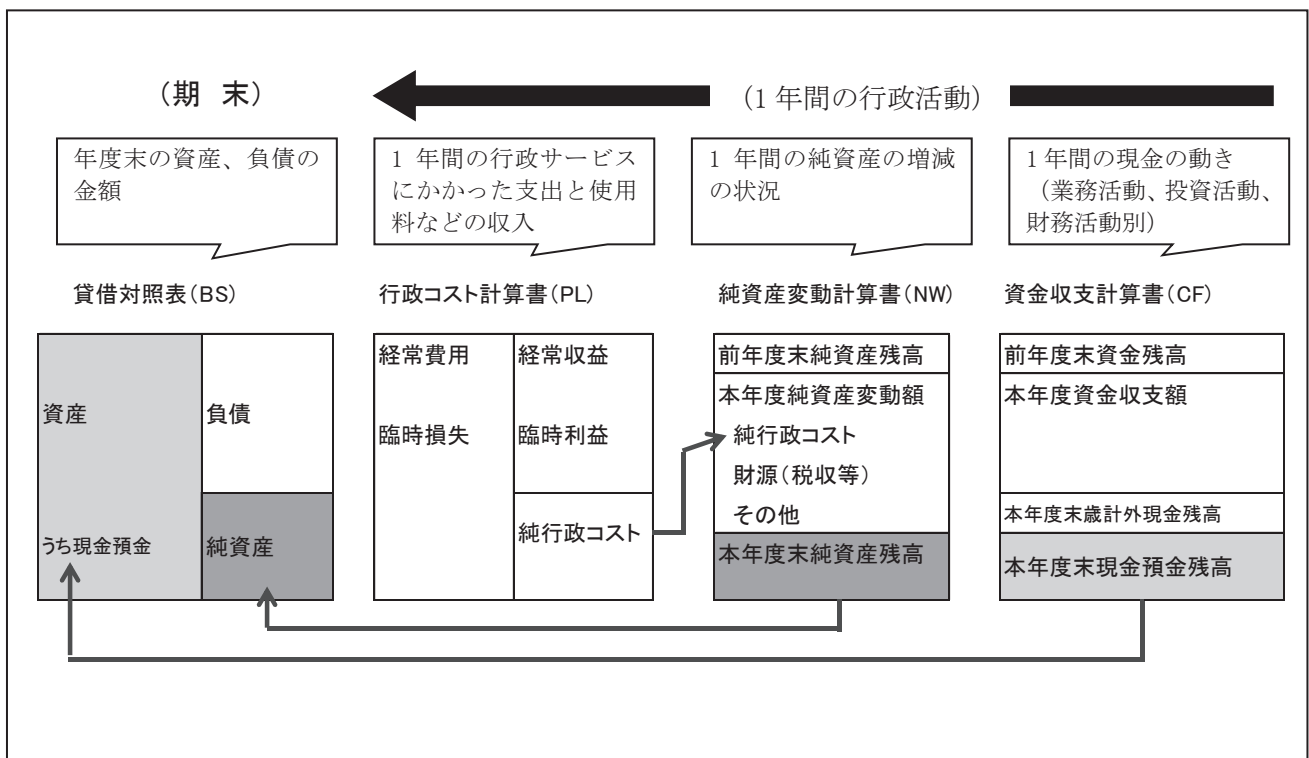 （期　末）
（1年間の行政活動）
年度末の資産、負債の
金額
1 年間の行政サービス
にかかった支出と使用
料などの収入
1 年間の純資産の増減
の状況
1年間の現金の動き
（業務活動、投資活動、
財務活動別）
貸借対照表（BS）
行政コスト計算書（PL）
純資産変動計算書（NW）
資金収支計算書（CF）
資産
うち現金預金
負債
純資産
経常費用
臨時損失
経常収益
臨時利益
純行政コスト
前年度末純資産残高
本年度純資産変動額
純行政コスト
財源（税収等）
その他
本年度末純資産残高
前年度末資金残高
本年度資金収支額
本年度末歳計外現金残高
本年度末現金預金残高